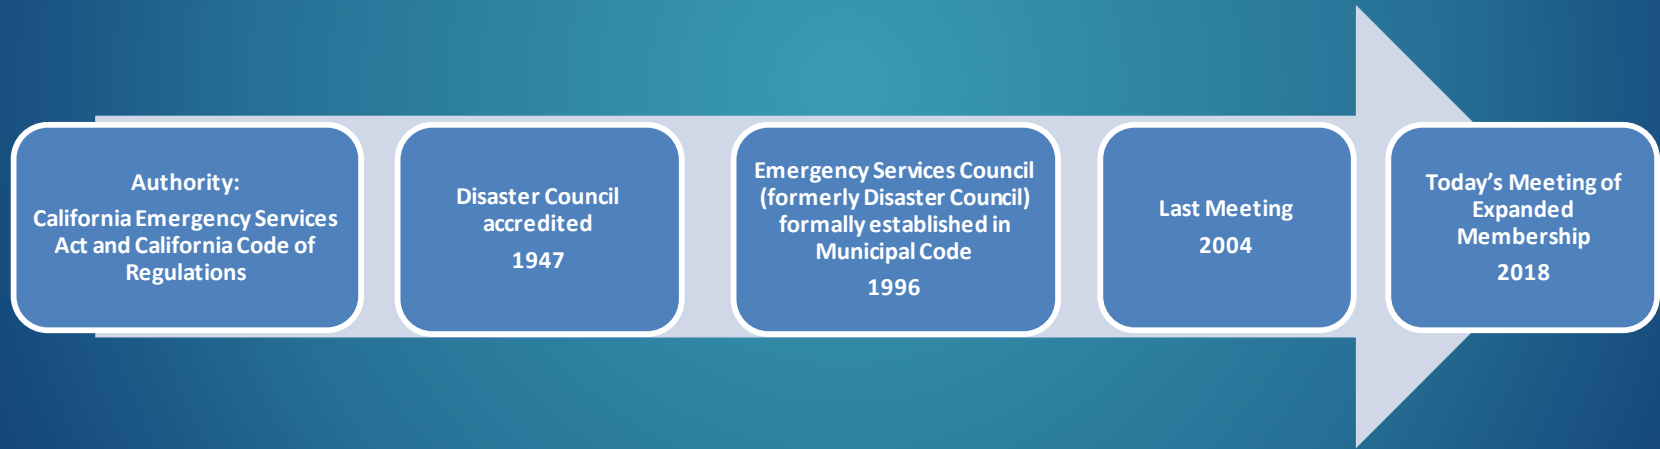 Authority:
California Emergency Services
Act and California Code of
Regulations
Disaster Council
accredited
1947
Emergency Services Council
(formerly Disaster Council)
formally established in
Municipal Code
1996
Last Meeting
2004
Today’s Meeting of
Expanded
Membership
2018